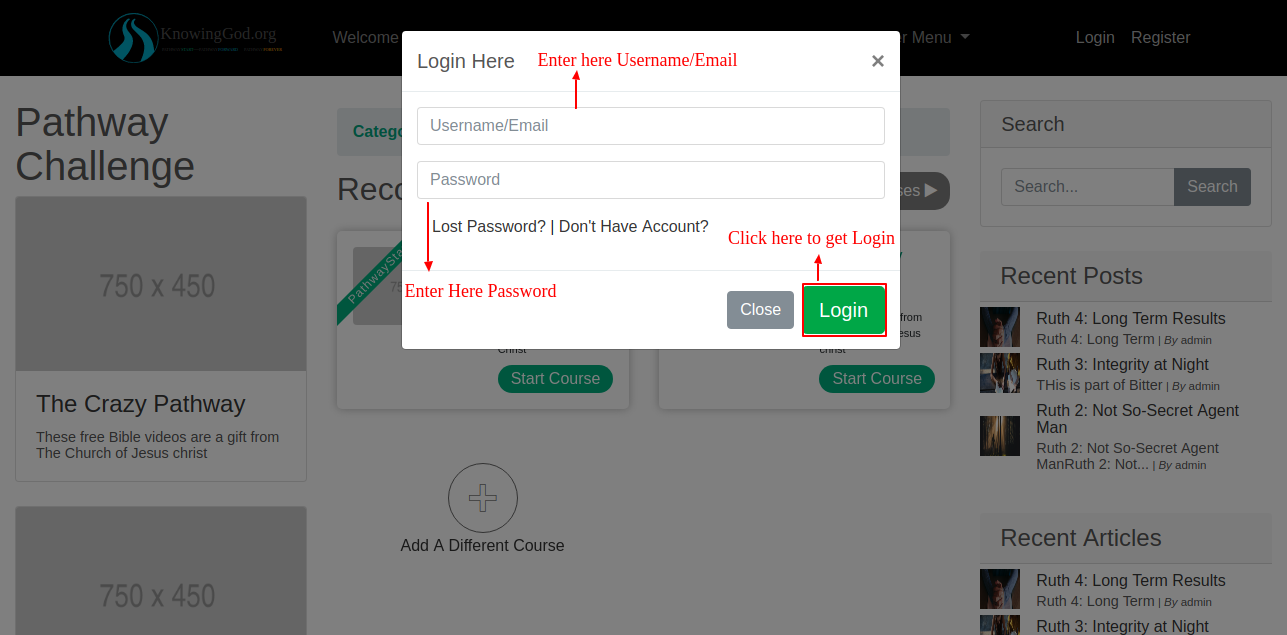 KnowingGod.org
Welcome
r Menu
Login
Register
Login Here
Enter here Username/Email
×
Username/Email
Password
Lost Password? | Don't Have Account?
Click here to get Login
Enter Here Password
Close
Login
Pathway
Challenge
750 x 450
The Crazy Pathway
These free Bible videos are a gift from
The Church of Jesus christ
750 x 450
Catego
Reco
ses
PathwaySta
75
Christ
Start Course
y
from
esus
christ
Start Course
Add A Different Course
Search
Search...
Search
Recent Posts
Ruth 4: Long Term Results
Ruth 4: Long Term | By admin
Ruth 3: Integrity at Night
THis is part of Bitter | By admin
Ruth 2: Not So-Secret Agent
Man
Ruth 2: Not So-Secret Agent
ManRuth 2: Not... | By admin
Recent Articles
Ruth 4: Long Term Results
Ruth 4: Long Term | By admin
Ruth 3: Integrity at Night